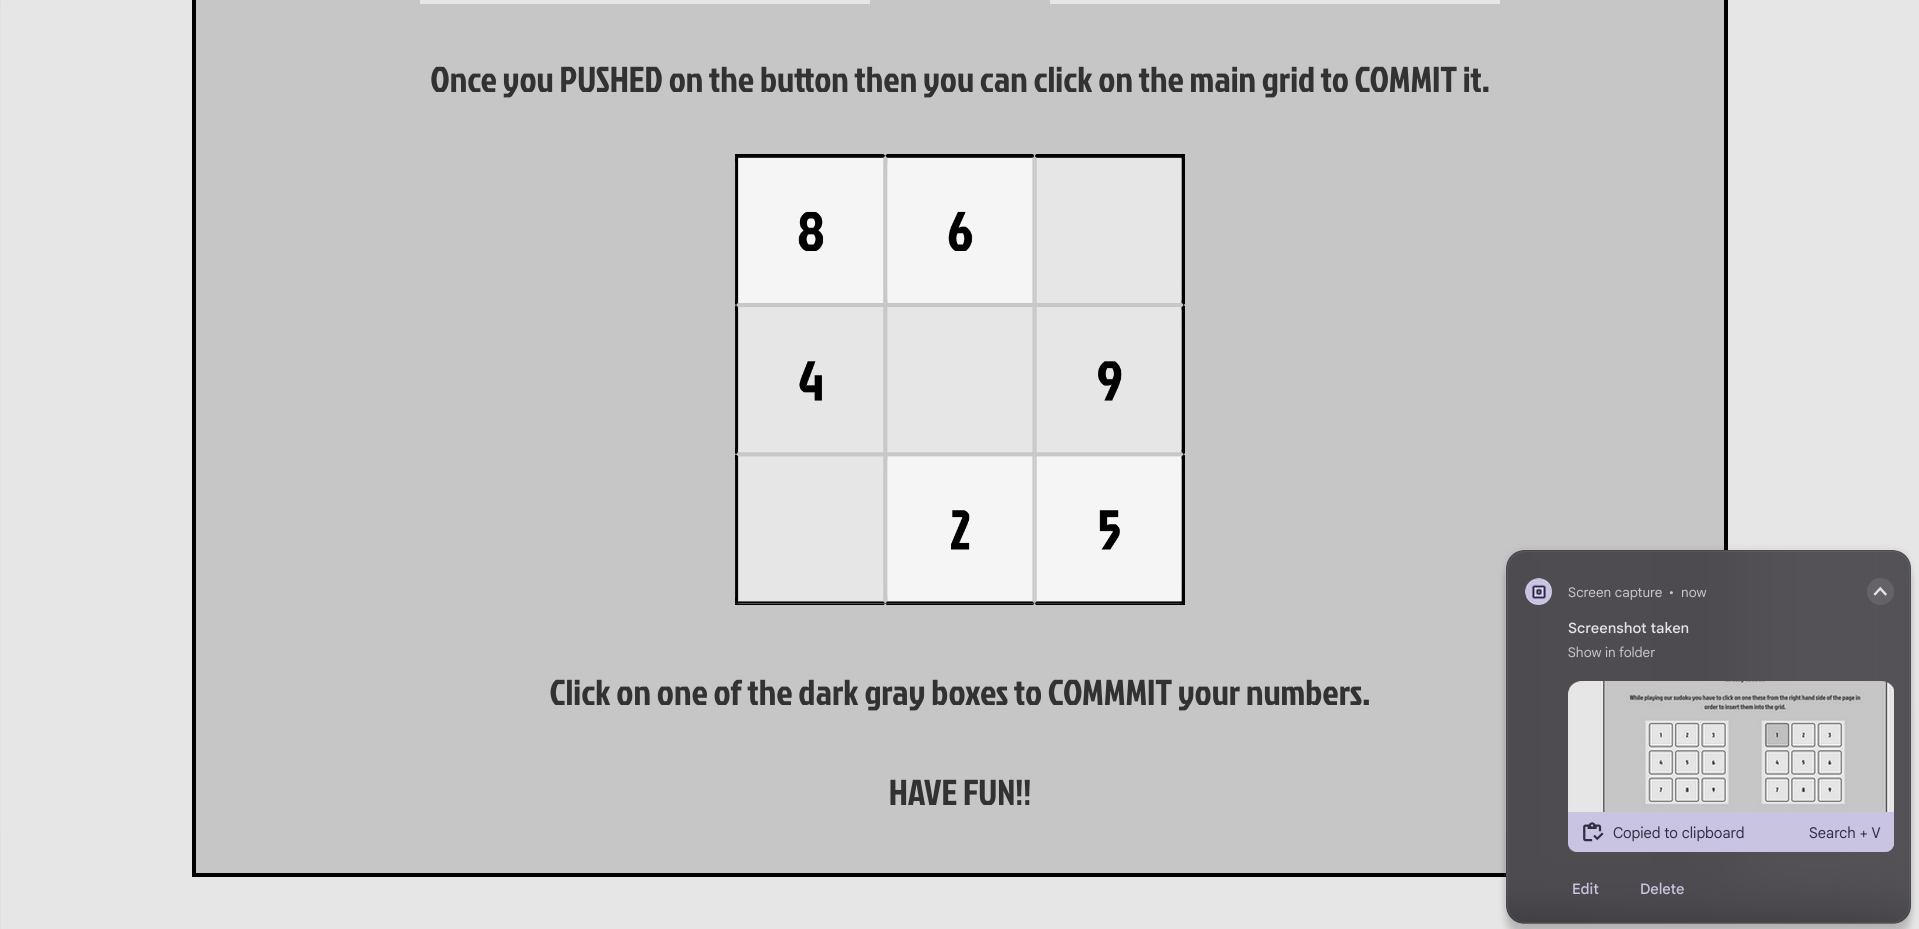 Once you PUSHED on the button then you can click on the main grid to COMMIT it.
8 6
4 9
2 5
Click on one of the dark gray boxes to COMMMIT your numbers.
HAVE FUN!!
Screen capture • now
Screenshot taken
Show in folder
While playing our sudoku you have to click on one these from the right hand side of the page in
order to insert them into the grid.
1 2 3 1 2 3
4 5 6 4 5 6
7 8 9 7 8 9
Copied to clipboard Search + V
Edit Delete